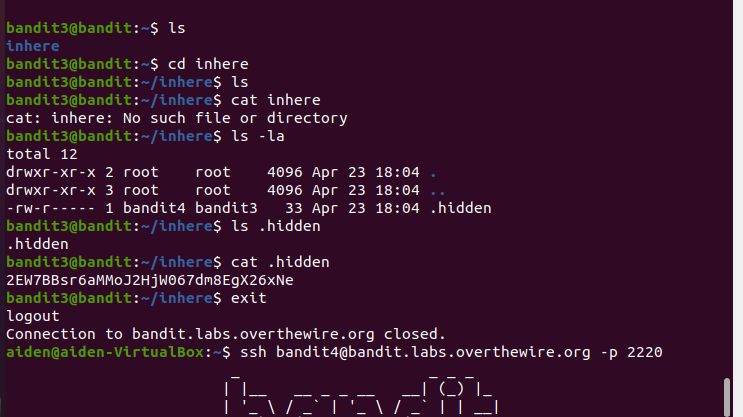 bandit3@bandit:~$ ls
inhere
bandit3@bandit:~$ cd inhere
bandit3@bandit:~/inhere$ ls
bandit3@bandit:~/inhere$ cat inhere
cat: inhere: No such file or directory
bandit3@bandit:~/inhere$ ls -la
total 12
drwxr-xr-x 2 root    root    4096 Apr 23 18:04 .
drwxr-xr-x 3 root    root    4096 Apr 23 18:04 ..
-rw-r----- 1 bandit4 bandit3   33 Apr 23 18:04 .hidden
bandit3@bandit:~/inhere$ ls .hidden
.hidden
bandit3@bandit:~/inhere$ cat .hidden
2EW7BBsr6aMMoJ2HjW067dm8EgX26xNe
bandit3@bandit:~/inhere$ exit
logout
Connection to bandit.labs.overthewire.org closed.
aiden@aiden-VirtualBox:~$ ssh bandit4@bandit.labs.overthewire.org -p 2220